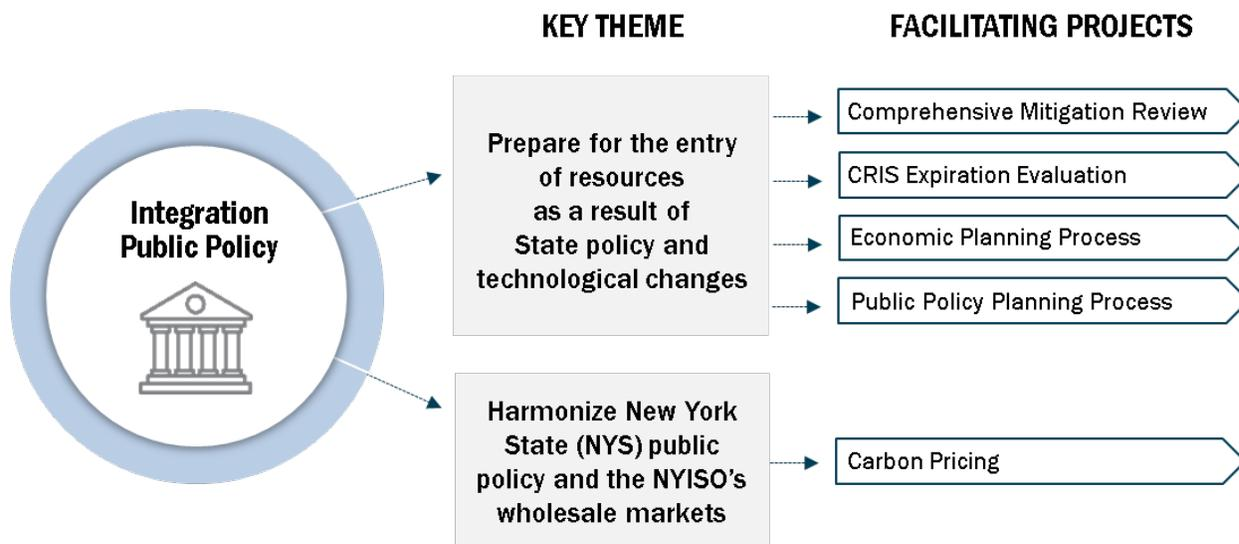 KEY THEME
FACILITATING PROJECTS
Integration
Public Policy
Prepare for the entry
of resources
as a result of
State policy and
technological changes
Comprehensive Mitigation Review
CRIS Expiration Evaluation
Economic Planning Process
Public Policy Planning Process
Harmonize New York
State (NYS) public
policy and the NYISO's
wholesale markets
Carbon Pricing